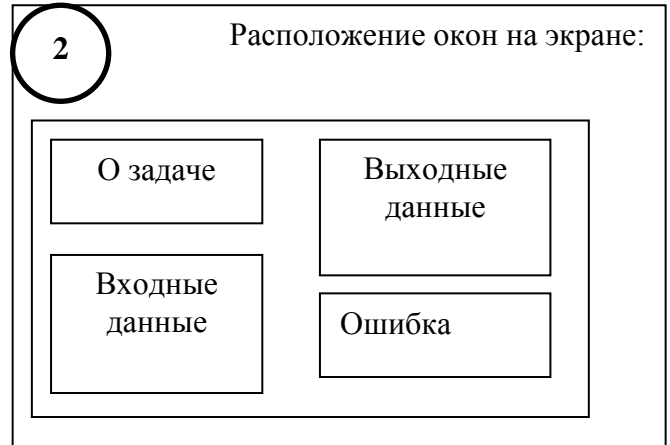 2
Расположение окон на экране:
О задаче
Входные
данные
Выходные
данные
Ошибка